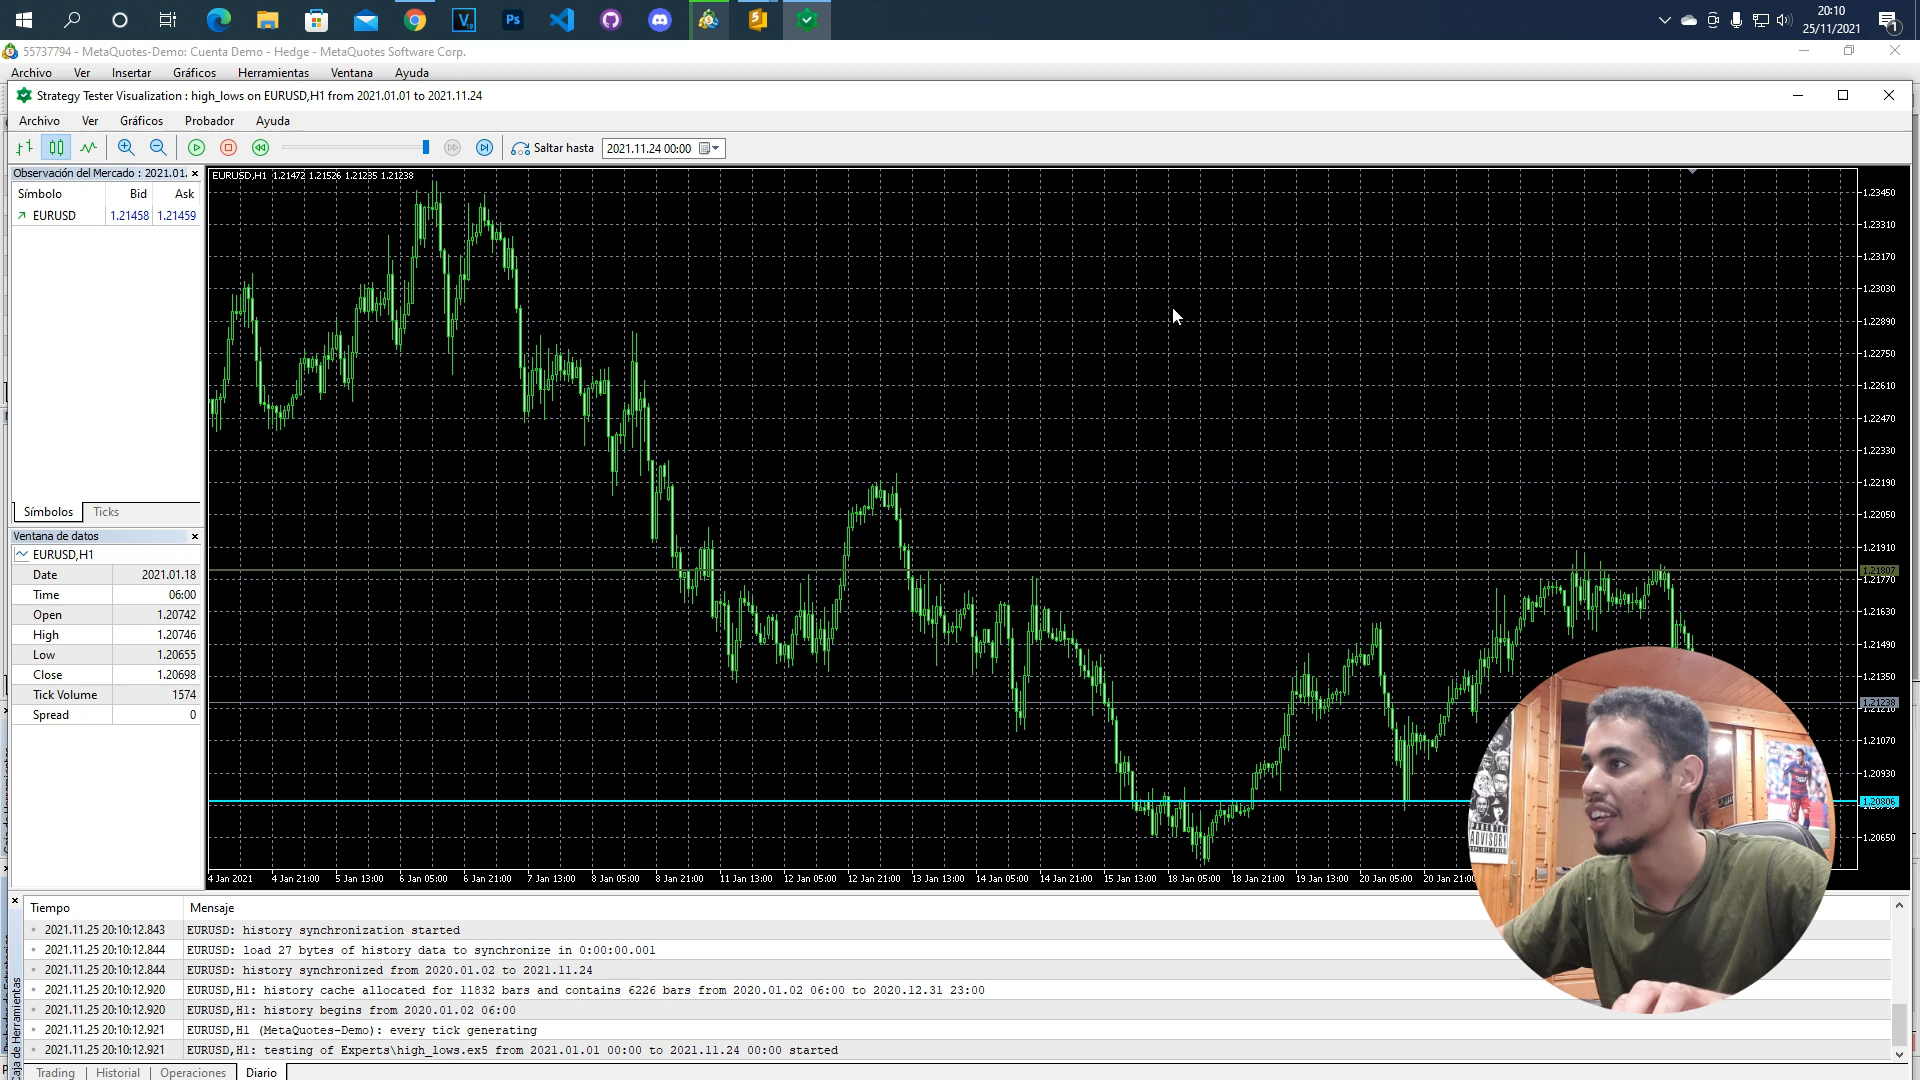 20:10
25/11/2021
1
55737794 - MetaQuotes-Demo: Cuenta Demo - Hedge - MetaQuotes Software Corp.
Archivo Ver Insertar Gráficos Herramientas Ventana Ayuda
Strategy Tester Visualization : high_lows on EURUSD,H1 from 2021.01.01 to 2021.11.24
Archivo Ver Gráficos Probador Ayuda
Saltar hasta 2021.11.24 00:00
Observación del Mercado : 2021.01.
Símbolo Bid Ask
EURUSD 1.21458 1.21459
Símbolos Ticks
Ventana de datos
EURUSD,H1
Date 2021.01.18
Time 06:00
Open 1.20742
High 1.20746
Low 1.20655
Close 1.20698
Tick Volume 1574
Spread 0
EURUSD,H1 1.21472 1.21526 1.21235 1.21238
1.23450
1.23310
1.23170
1.23030
1.22890
1.22750
1.22610
1.22470
1.22330
1.22190
1.22050
1.21910
1.21807
1.21770
1.21630
1.21490
1.21350
1.21238
1.21210
1.21070
1.20930
1.20806
1.20650
4 Jan 2021 4 Jan 21:00 5 Jan 13:00 6 Jan 05:00 6 Jan 21:00 7 Jan 13:00 8 Jan 05:00 8 Jan 21:00 11 Jan 13:00 12 Jan 05:00 12 Jan 21:00 13 Jan 13:00 14 Jan 05:00 14 Jan 21:00 15 Jan 13:00 18 Jan 05:00 18 Jan 21:00 19 Jan 13:00 20 Jan 05:00 20 Jan 21:00
Tiempo Mensaje
2021.11.25 20:10:12.843 EURUSD: history synchronization started
2021.11.25 20:10:12.844 EURUSD: load 27 bytes of history data to synchronize in 0:00:00.001
2021.11.25 20:10:12.844 EURUSD: history synchronized from 2020.01.02 to 2021.11.24
2021.11.25 20:10:12.920 EURUSD,H1: history cache allocated for 11832 bars and contains 6226 bars from 2020.01.02 06:00 to 2020.12.31 23:00
2021.11.25 20:10:12.920 EURUSD,H1: history begins from 2020.01.02 06:00
2021.11.25 20:10:12.921 EURUSD,H1 (MetaQuotes-Demo): every tick generating
2021.11.25 20:10:12.921 EURUSD,H1: testing of Experts\high_lows.ex5 from 2021.01.01 00:00 to 2021.11.24 00:00 started
Trading Historial Operaciones Diario
Caja de Herramientas
PARENTAL
ADVISORY